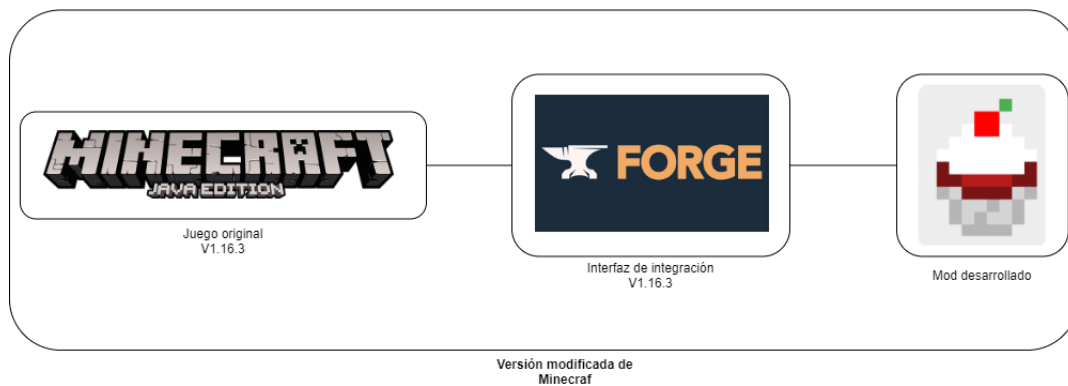 MINECRAFT
JAVA EDITION
Juego original
V1.16.3
FORGE
Interfaz de integración
V1.16.3
Mod desarrollado
Versión modificada de
Minecraf